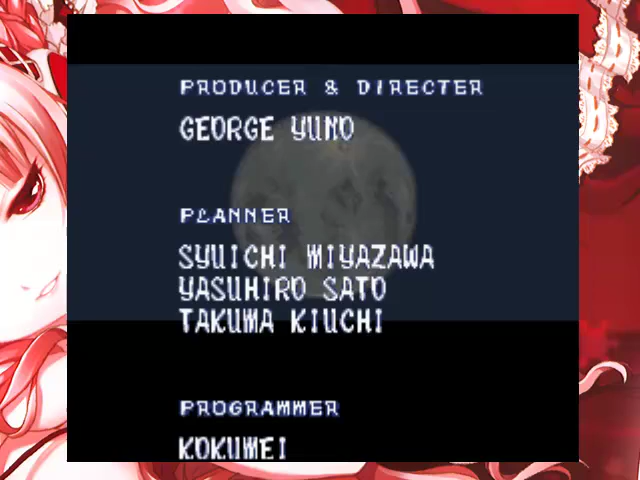 PRODUCER & DIRECTER
GEORGE YUNO
PLANNER
SYUICHI MIYAZAWA
YASUHIRO SATO
TAKUMA KIUCHI
PROGRAMMER
KOKUMEI